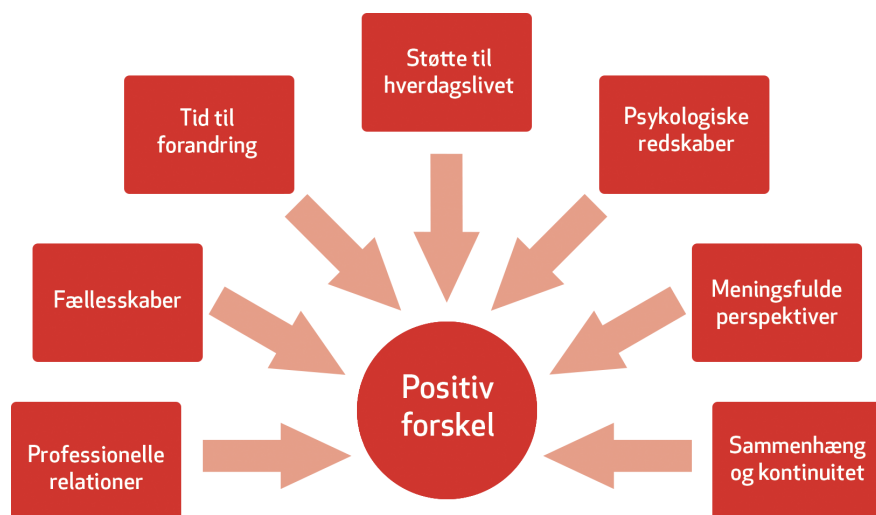 Støtte til
hverdagslivet
Tid til
forandring
Psykologiske
redskaber
Fællesskaber
Meningsfulde
perspektiver
Positiv
forskel
Professionelle
relationer
Sammenhæng
og kontinuitet